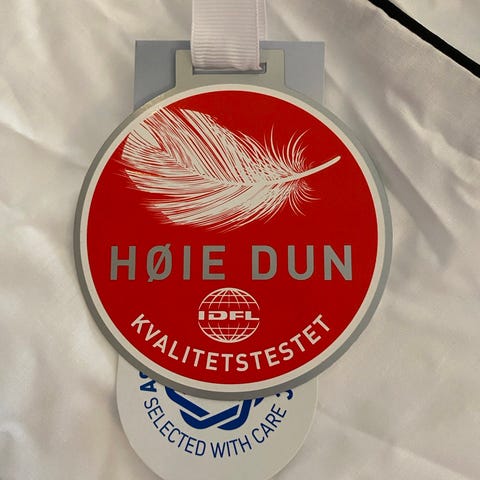 HØIE DUN
IDFL
KVALITETSTESTET
SELECTED WITH CARE